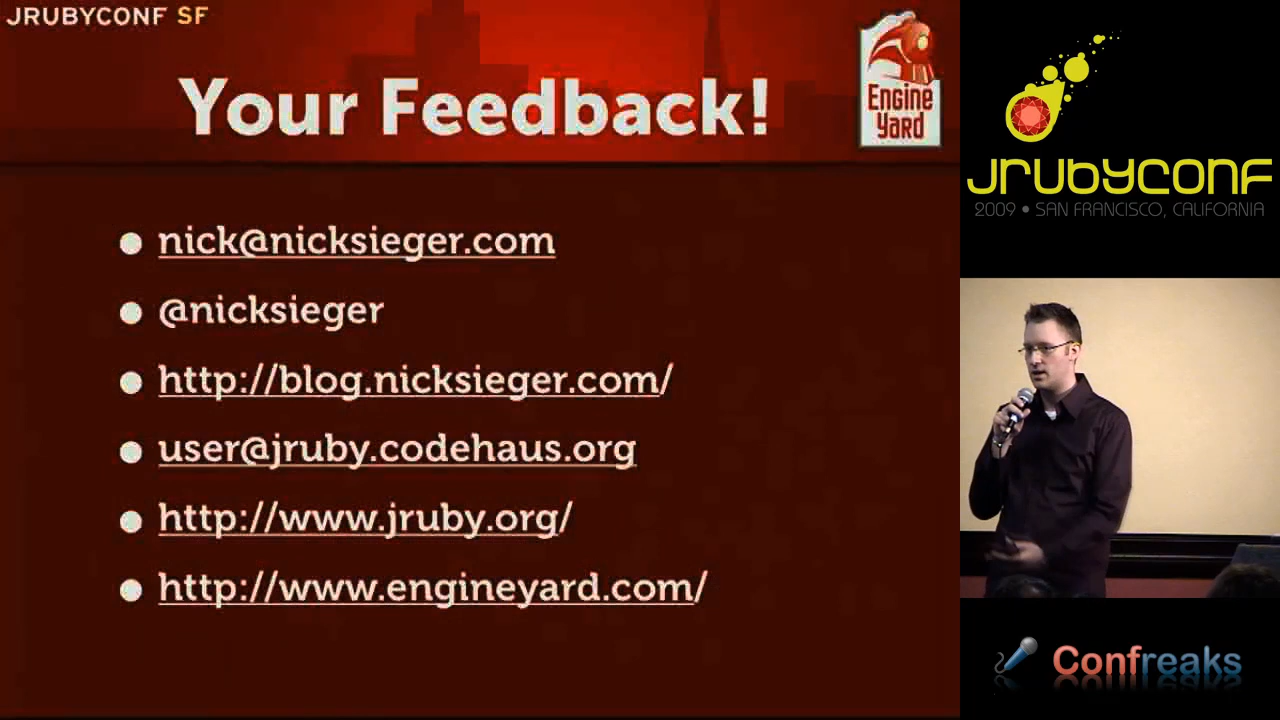 JRUBYCONF SF
Your Feedback!
Engine
Yard
nick@nicksieger.com
@nicksieger
http://blog.nicksieger.com/
user@jruby.codehaus.org
http://www.jruby.org/
http://www.engineyard.com/
JRUBYCONF
2009 • SAN FRANCISCO, CALIFORNIA
Confreaks